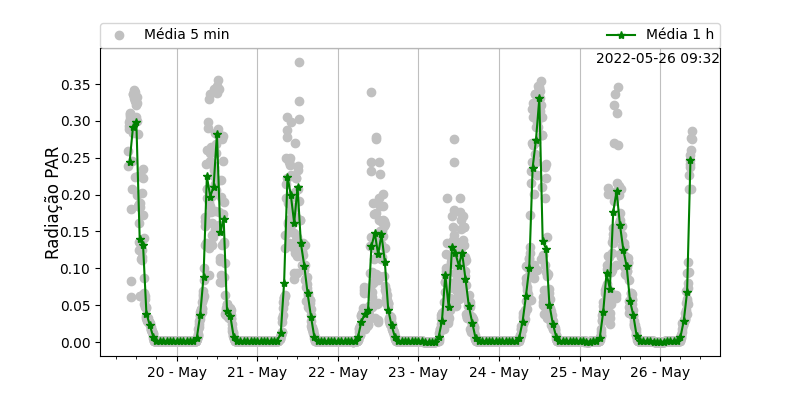 Média 5 min
Média 1 h
2022-05-26 09:32
Radiação PAR
0.35
0.30
0.25
0.20
0.15
0.10
0.05
0.00
20 - May
21 - May
22 - May
23 - May
24 - May
25 - May
26 - May